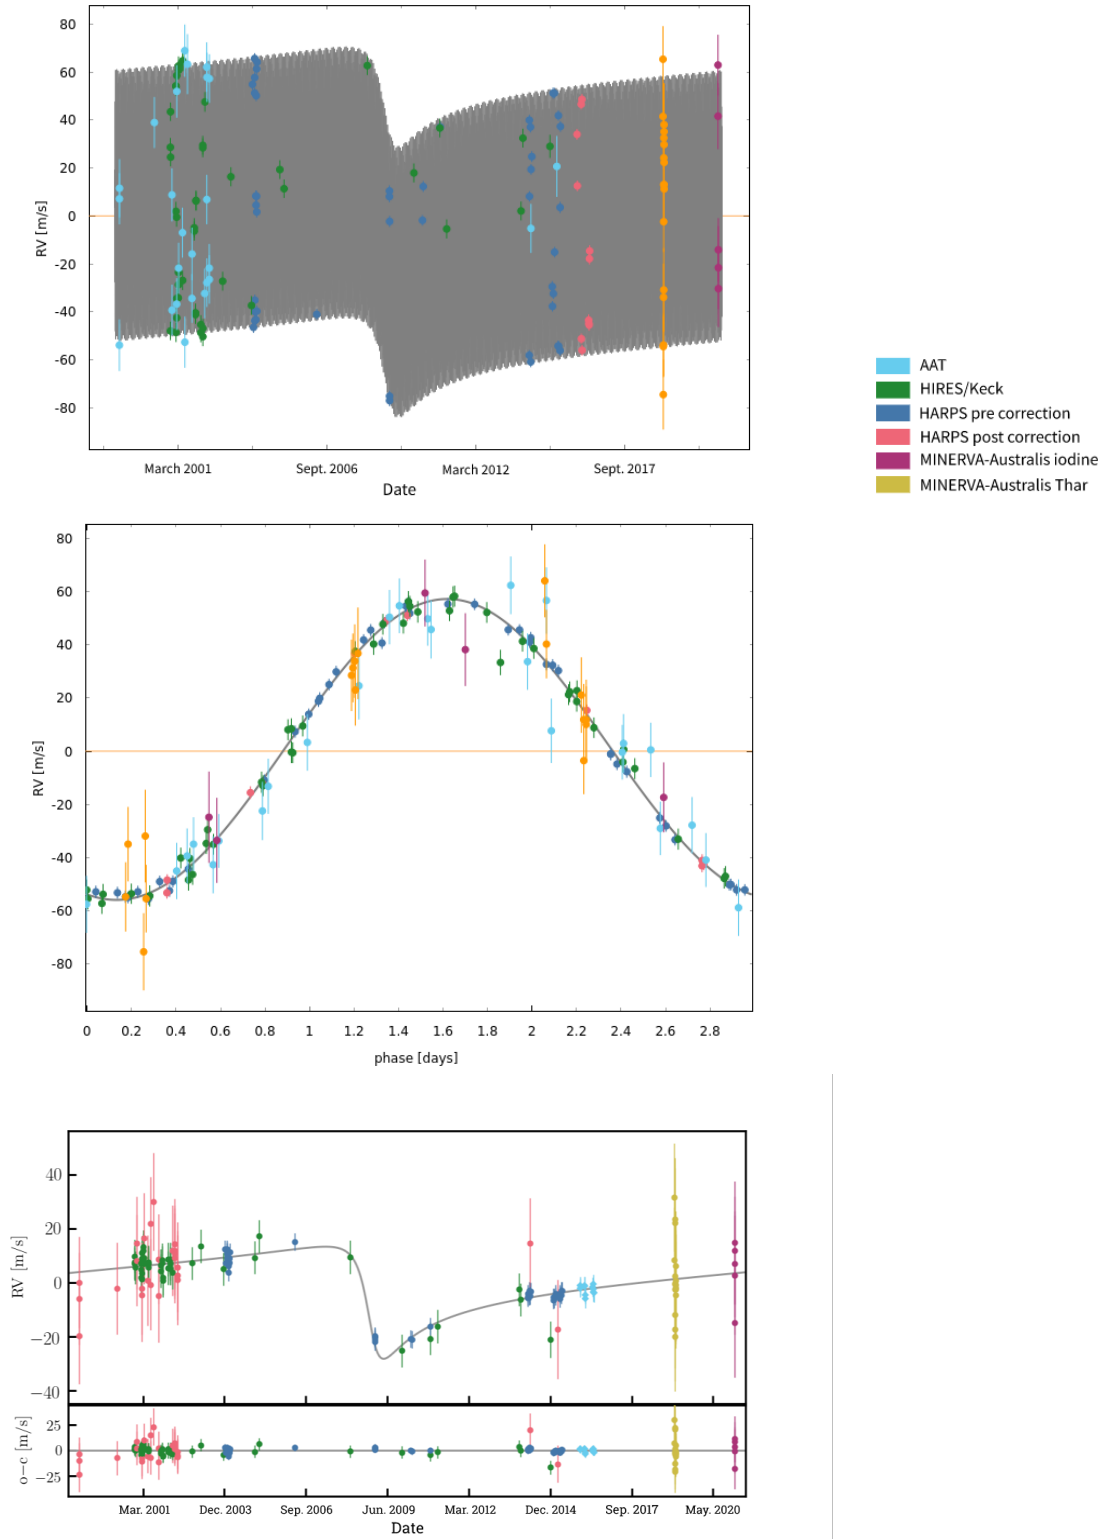 80
60
40
20
0
-20
-40
-60
-80
RV [m/s]
March 2001 Sept. 2006 March 2012 Sept. 2017
Date
AAT
HIRES/Keck
HARPS pre correction
HARPS post correction
MINERVA-Australis iodine
MINERVA-Australis Thar
80
60
40
20
0
-20
-40
-60
-80
RV [m/s]
0 0.2 0.4 0.6 0.8 1 1.2 1.4 1.6 1.8 2 2.2 2.4 2.6 2.8
phase [days]
40
20
0
−20
−40
RV [m/s]
25
0
−25
o−c [m/s]
Mar. 2001 Dec. 2003 Sep. 2006 Jun. 2009 Mar. 2012 Dec. 2014 Sep. 2017 May. 2020
Date